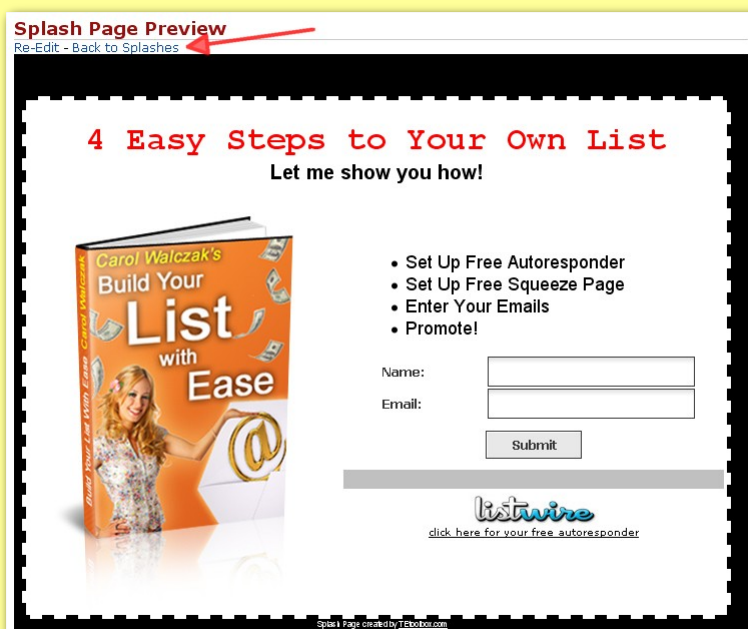 Splash Page Preview
Re-Edit - Back to Splashes
4 Easy Steps to Your Own List
Let me show you how!
Carol Walczak's
Build Your
List
with
Ease
Build Your List With Ease Carol Walczak
• Set Up Free Autoresponder
• Set Up Free Squeeze Page
• Enter Your Emails
• Promote!
Name:
Email:
Submit
listwire
click here for your free autoresponder
Splash Page created by TEtoolbox.com